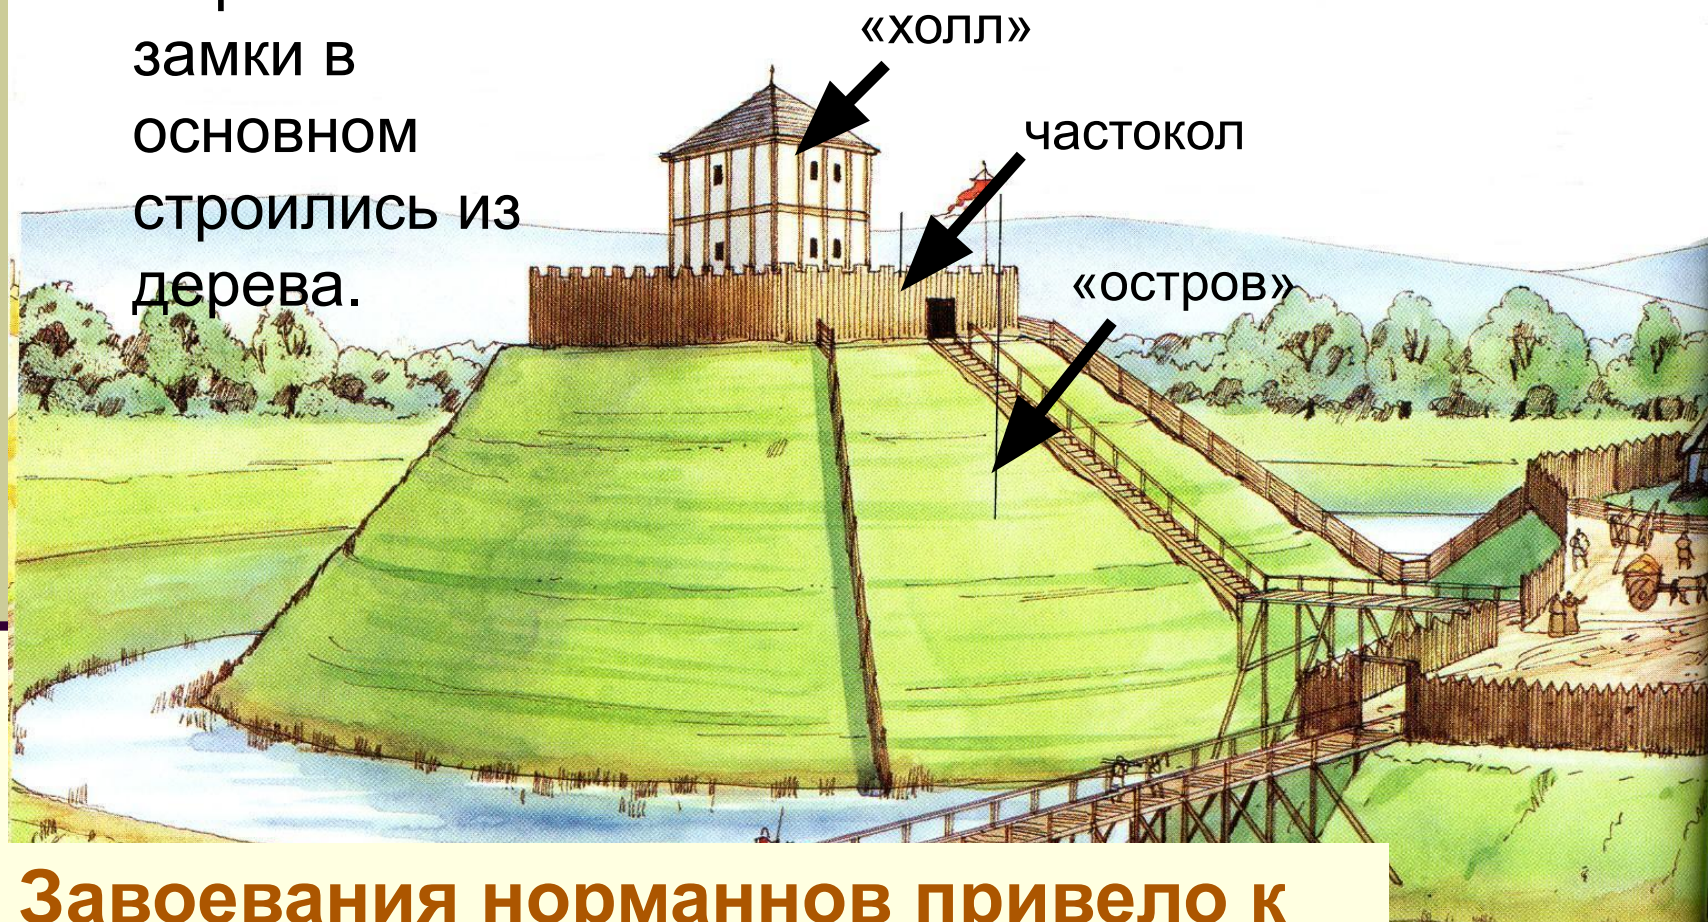 замки в
основном
строились из
дерева.
«холл»
частокол
«остров»
Завоевания норманнов привело к